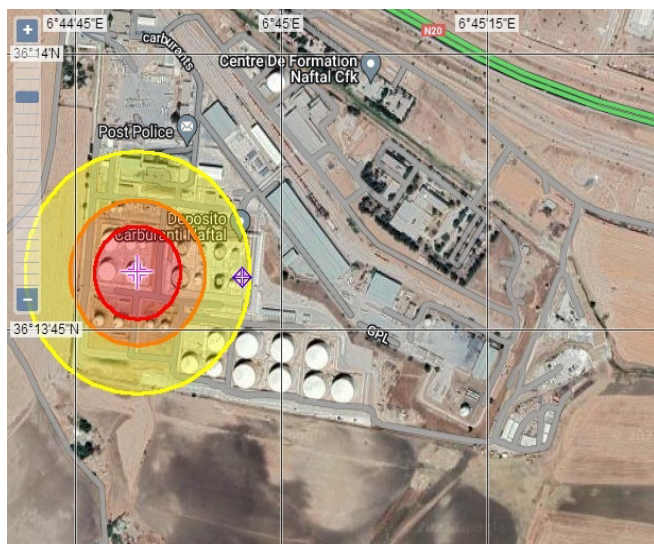 6°44'45"E
6°45'E
6°45'15"E
N20
36°14'N
carburants
Centre De Formation
Naftal Cfk
Post Police
Deposito
Carburanti Naftal
36°13'45"N
GPL